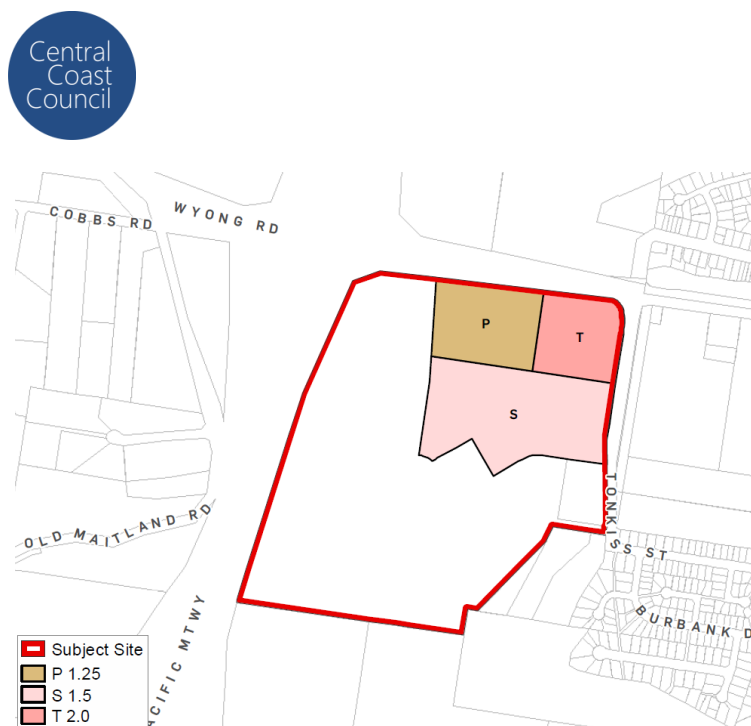 Central
Coast
Council
COBBS RD
WYONG RD
P
T
S
TONKISS ST
OLD MAITLAND RD
BURBANK D
ACIFIC MTWY
Subject Site
P 1.25
S 1.5
T 2.0